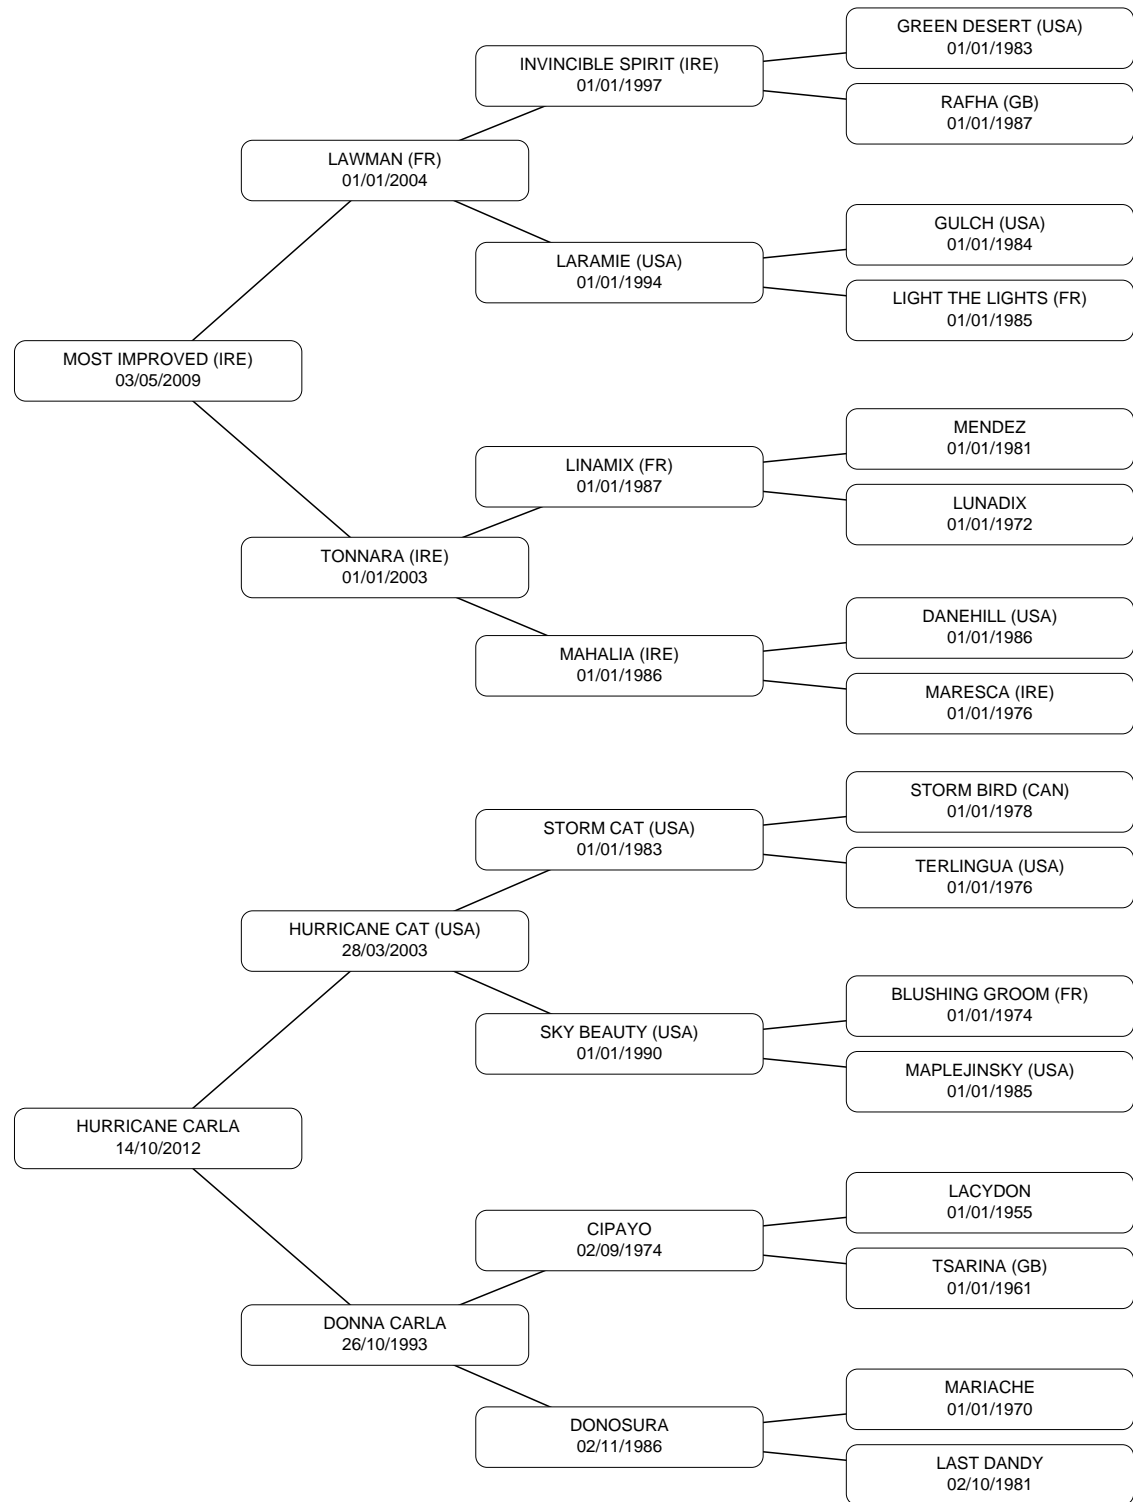 GREEN DESERT (USA)
01/01/1983
INVINCIBLE SPIRIT (IRE)
01/01/1997
RAFHA (GB)
01/01/1987
LAWMAN (FR)
01/01/2004
GULCH (USA)
01/01/1984
LARAMIE (USA)
01/01/1994
LIGHT THE LIGHTS (FR)
01/01/1985
MOST IMPROVED (IRE)
03/05/2009
MENDEZ
01/01/1981
LINAMIX (FR)
01/01/1987
LUNADIX
01/01/1972
TONNARA (IRE)
01/01/2003
DANEHILL (USA)
01/01/1986
MAHALIA (IRE)
01/01/1986
MARESCA (IRE)
01/01/1976
STORM BIRD (CAN)
01/01/1978
STORM CAT (USA)
01/01/1983
TERLINGUA (USA)
01/01/1976
HURRICANE CAT (USA)
28/03/2003
BLUSHING GROOM (FR)
01/01/1974
SKY BEAUTY (USA)
01/01/1990
MAPLEJINSKY (USA)
01/01/1985
HURRICANE CARLA
14/10/2012
LACYDON
01/01/1955
CIPAYO
02/09/1974
TSARINA (GB)
01/01/1961
DONNA CARLA
26/10/1993
MARIACHE
01/01/1970
DONOSURA
02/11/1986
LAST DANDY
02/10/1981